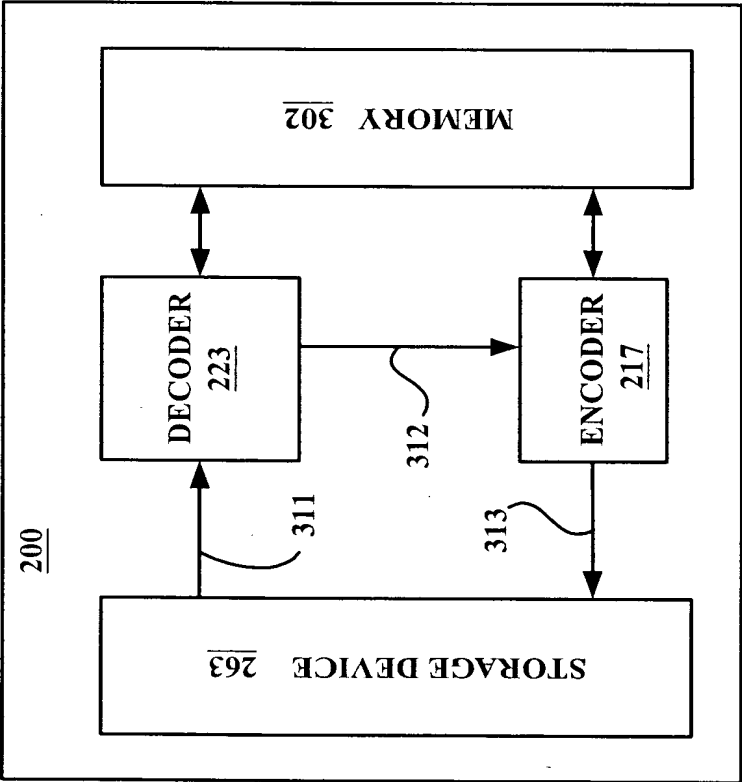 200
STORAGE DEVICE 263
311
DECODER
223
312
313
ENCODER
217
MEMORY 302